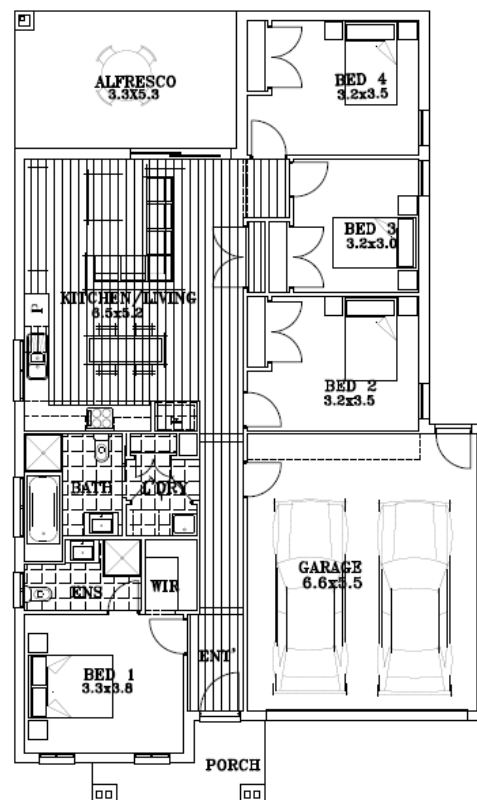 ALFRESCO
3.3X5.3
BED 4
3.2x3.5
BED 3
3.2x3.0
KITCHEN/LIVING
6.5x5.2
P
F
BED 2
3.2x3.5
BATH
L'DRY
GARAGE
6.6x5.5
ENS
WIR
ENT'
BED 1
3.3x3.8
PORCH